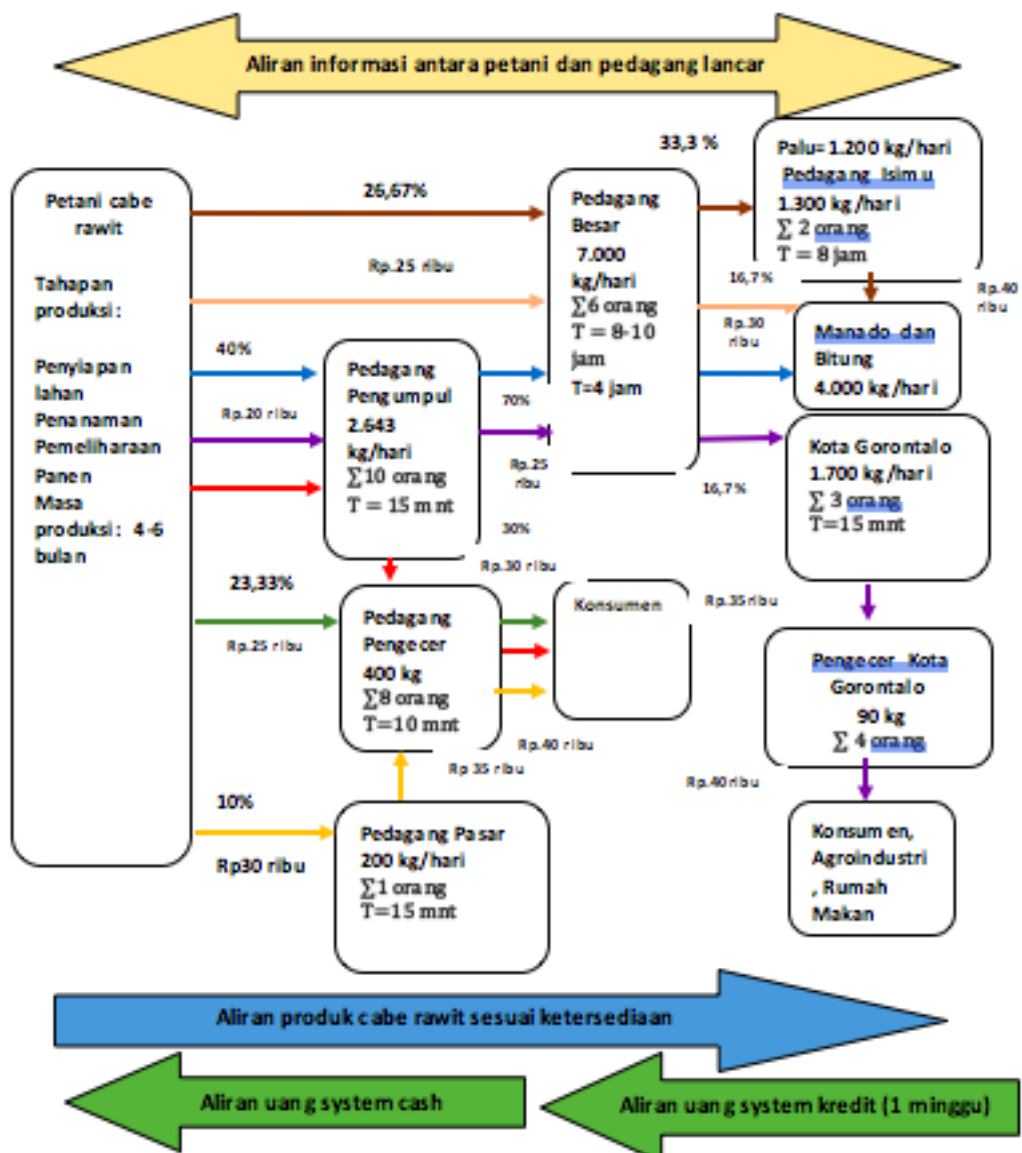 Aliran informasi antara petani dan pedagang lancar
33,3 %
Palu= 1.200 kg/hari
Pedagang Isimu
1.300 kg/hari
∑ 2 orang
T = 8 jam
26,67%
Petani cabe
rawit
Tahapan
produksi:
Penyiapan
lahan
Penanaman
Pemeliharaan
Panen
Masa
produksi: 4-6
bulan
Pedagang
Besar
7.000
kg/hari
∑6 orang
T = 8-10
jam
T=4 jam
Rp.25 ribu
16,7%
Rp.40
ribu
Rp.30
ribu
Manado dan
Bitung
4.000 kg/hari
40%
Rp.20 ribu
Pedagang
Pengumpul
2.643
kg/hari
∑10 orang
T = 15 mnt
70%
Rp.25
ribu
16,7%
Kota Gorontalo
1.700 kg/hari
∑ 3 orang
T=15 mnt
30%
Rp.30 ribu
23,33%
Rp.25 ribu
Pedagang
Pengecer
400 kg
∑8 orang
T=10 mnt
Konsumen
Rp.35ribu
Pengecer Kota
Gorontalo
90 kg
∑ 4 orang
Rp.40 ribu
Rp 35 ribu
Rp.40ribu
10%
Rp30 ribu
Pedagang Pasar
200 kg/hari
∑1 orang
T=15 mnt
Konsumen,
Agroindustri
, Rumah
Makan
Aliran produk cabe rawit sesuai ketersediaan
Aliran uang system cash
Aliran uang system kredit (1 minggu)